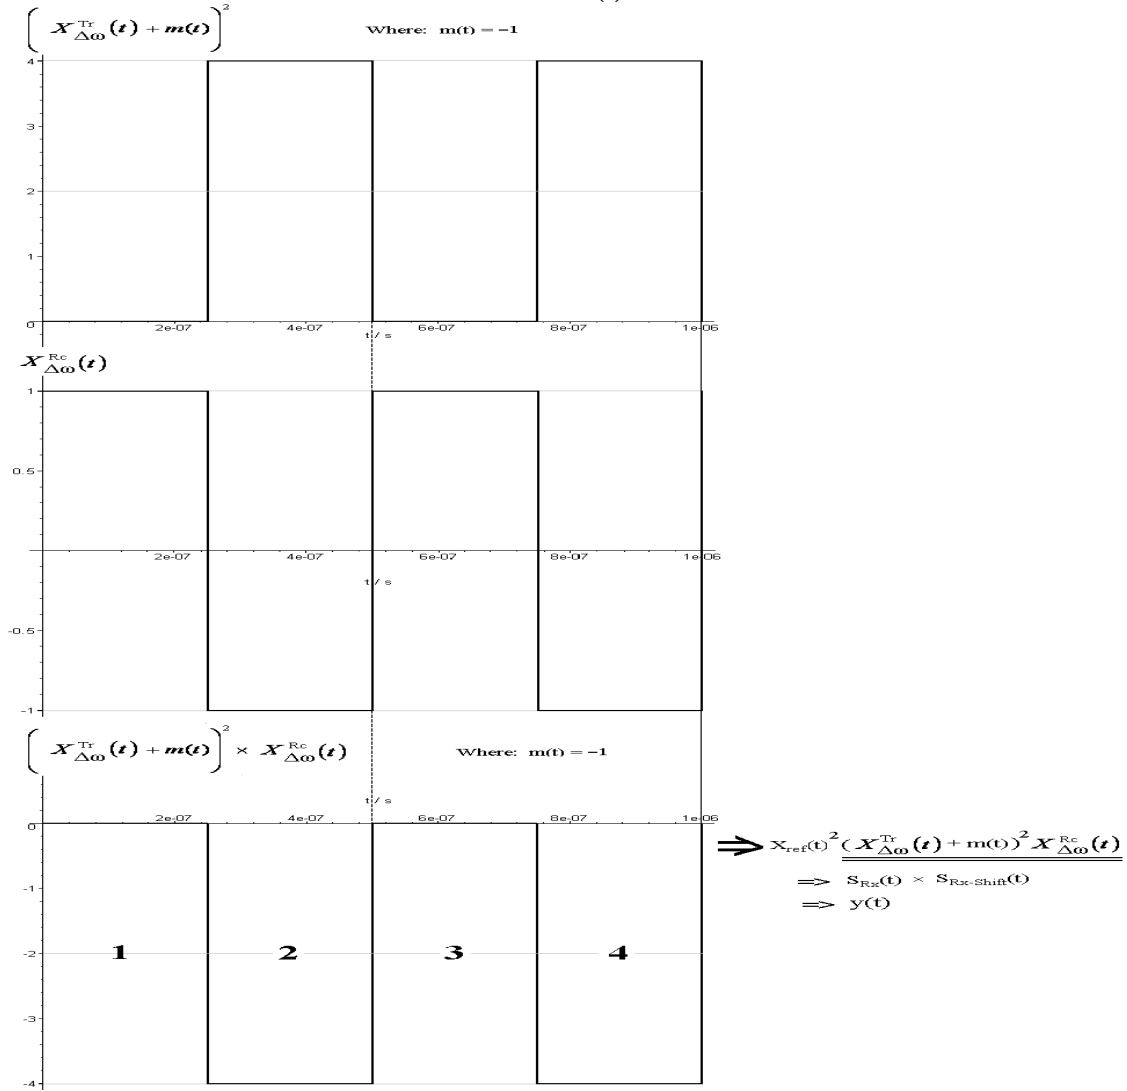 (X^Tr_Δω(t) + m(t))^2 Where: m(t) = −1
4
3
2
1
0
2e-07 4e-07 6e-07 8e-07 1e-06
t / s
X^Rc_Δω(t)
1
0.5
2e-07 4e-07 6e-07 8e-07 1e-06
t / s
-0.5
-1
(X^Tr_Δω(t) + m(t))^2 × X^Rc_Δω(t) Where: m(t) = −1
t / s
2e-07 4e-07 6e-07 8e-07 1e-06
0
-1
-2
-3
-4
1 2 3 4
⇒ X_ref(t)^2 (X^Tr_Δω(t) + m(t))^2 X^Rc_Δω(t)
⇒ S_Rx(t) × S_Rx-Shift(t)
⇒ y(t)